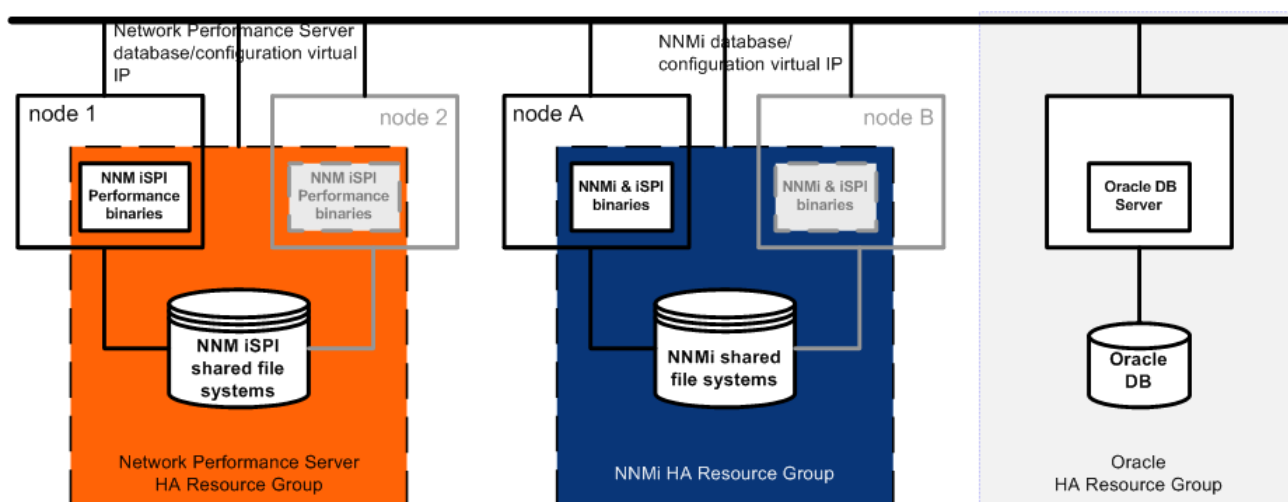 Network Performance Server
database/configuration virtual
IP
NNMi database/
configuration virtual IP
node 1
node 2
node A
node B
NNM iSPI
Performance
binaries
NNM iSPI
Performance
binaries
NNMi & iSPI
binaries
NNMi & iSPI
binaries
Oracle DB
Server
NNM iSPI
shared file
systems
NNMi shared
file systems
Oracle
DB
Network Performance Server
HA Resource Group
NNMi HA Resource Group
Oracle
HA Resource Group